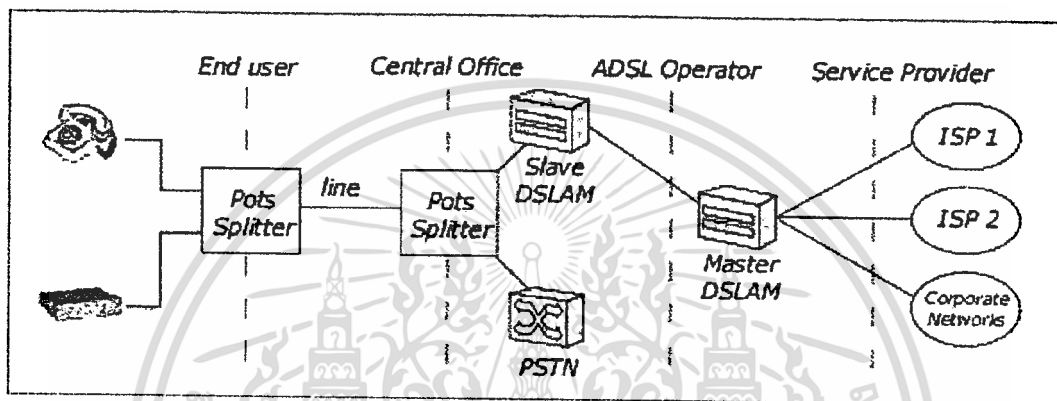 End user
Central Office
ADSL Operator
Service Provider
Pots
Splitter
line
Pots
Splitter
Slave
DSLAM
PSTN
Master
DSLAM
ISP 1
ISP 2
Corporate
Networks